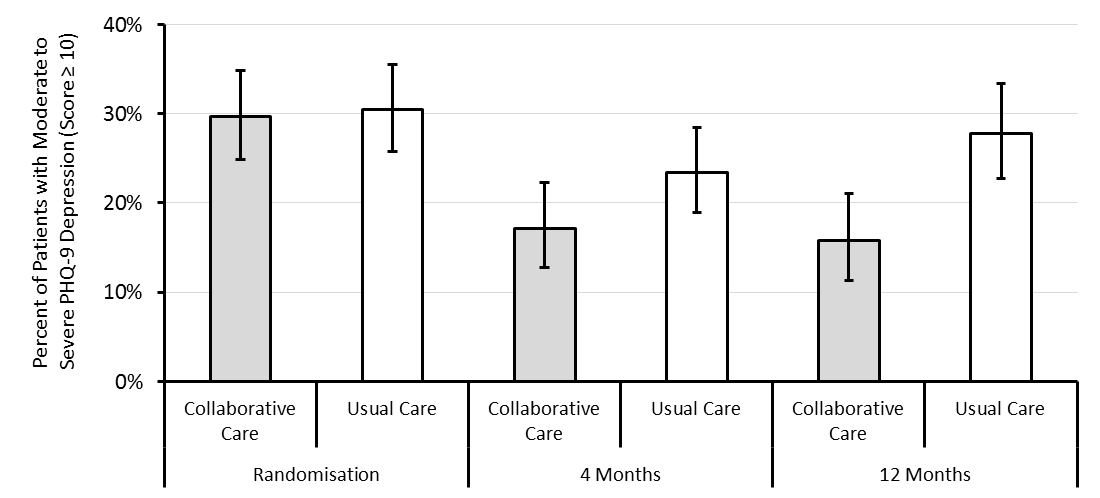 Percent of Patients with Moderate to
Severe PHQ-9 Depression (Score ≥ 10)
40%
30%
20%
10%
0%
Collaborative
Care
Usual Care
Collaborative
Care
Usual Care
Collaborative
Care
Usual Care
Randomisation
4 Months
12 Months